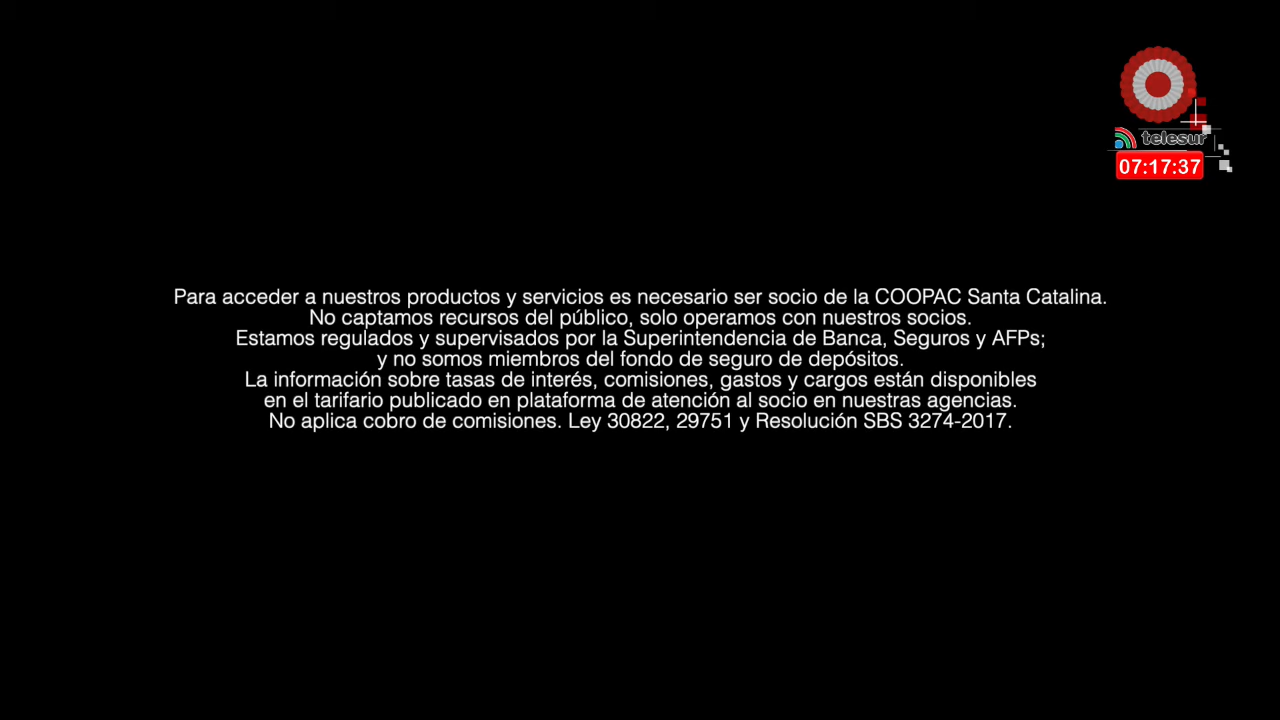 telesur
07:17:37
Para acceder a nuestros productos y servicios es necesario ser socio de la COOPAC Santa Catalina.
No captamos recursos del público, solo operamos con nuestros socios.
Estamos regulados y supervisados por la Superintendencia de Banca, Seguros y AFPs;
y no somos miembros del fondo de seguro de depósitos.
La información sobre tasas de interés, comisiones, gastos y cargos están disponibles
en el tarifario publicado en plataforma de atención al socio en nuestras agencias.
No aplica cobro de comisiones. Ley 30822, 29751 y Resolución SBS 3274-2017.